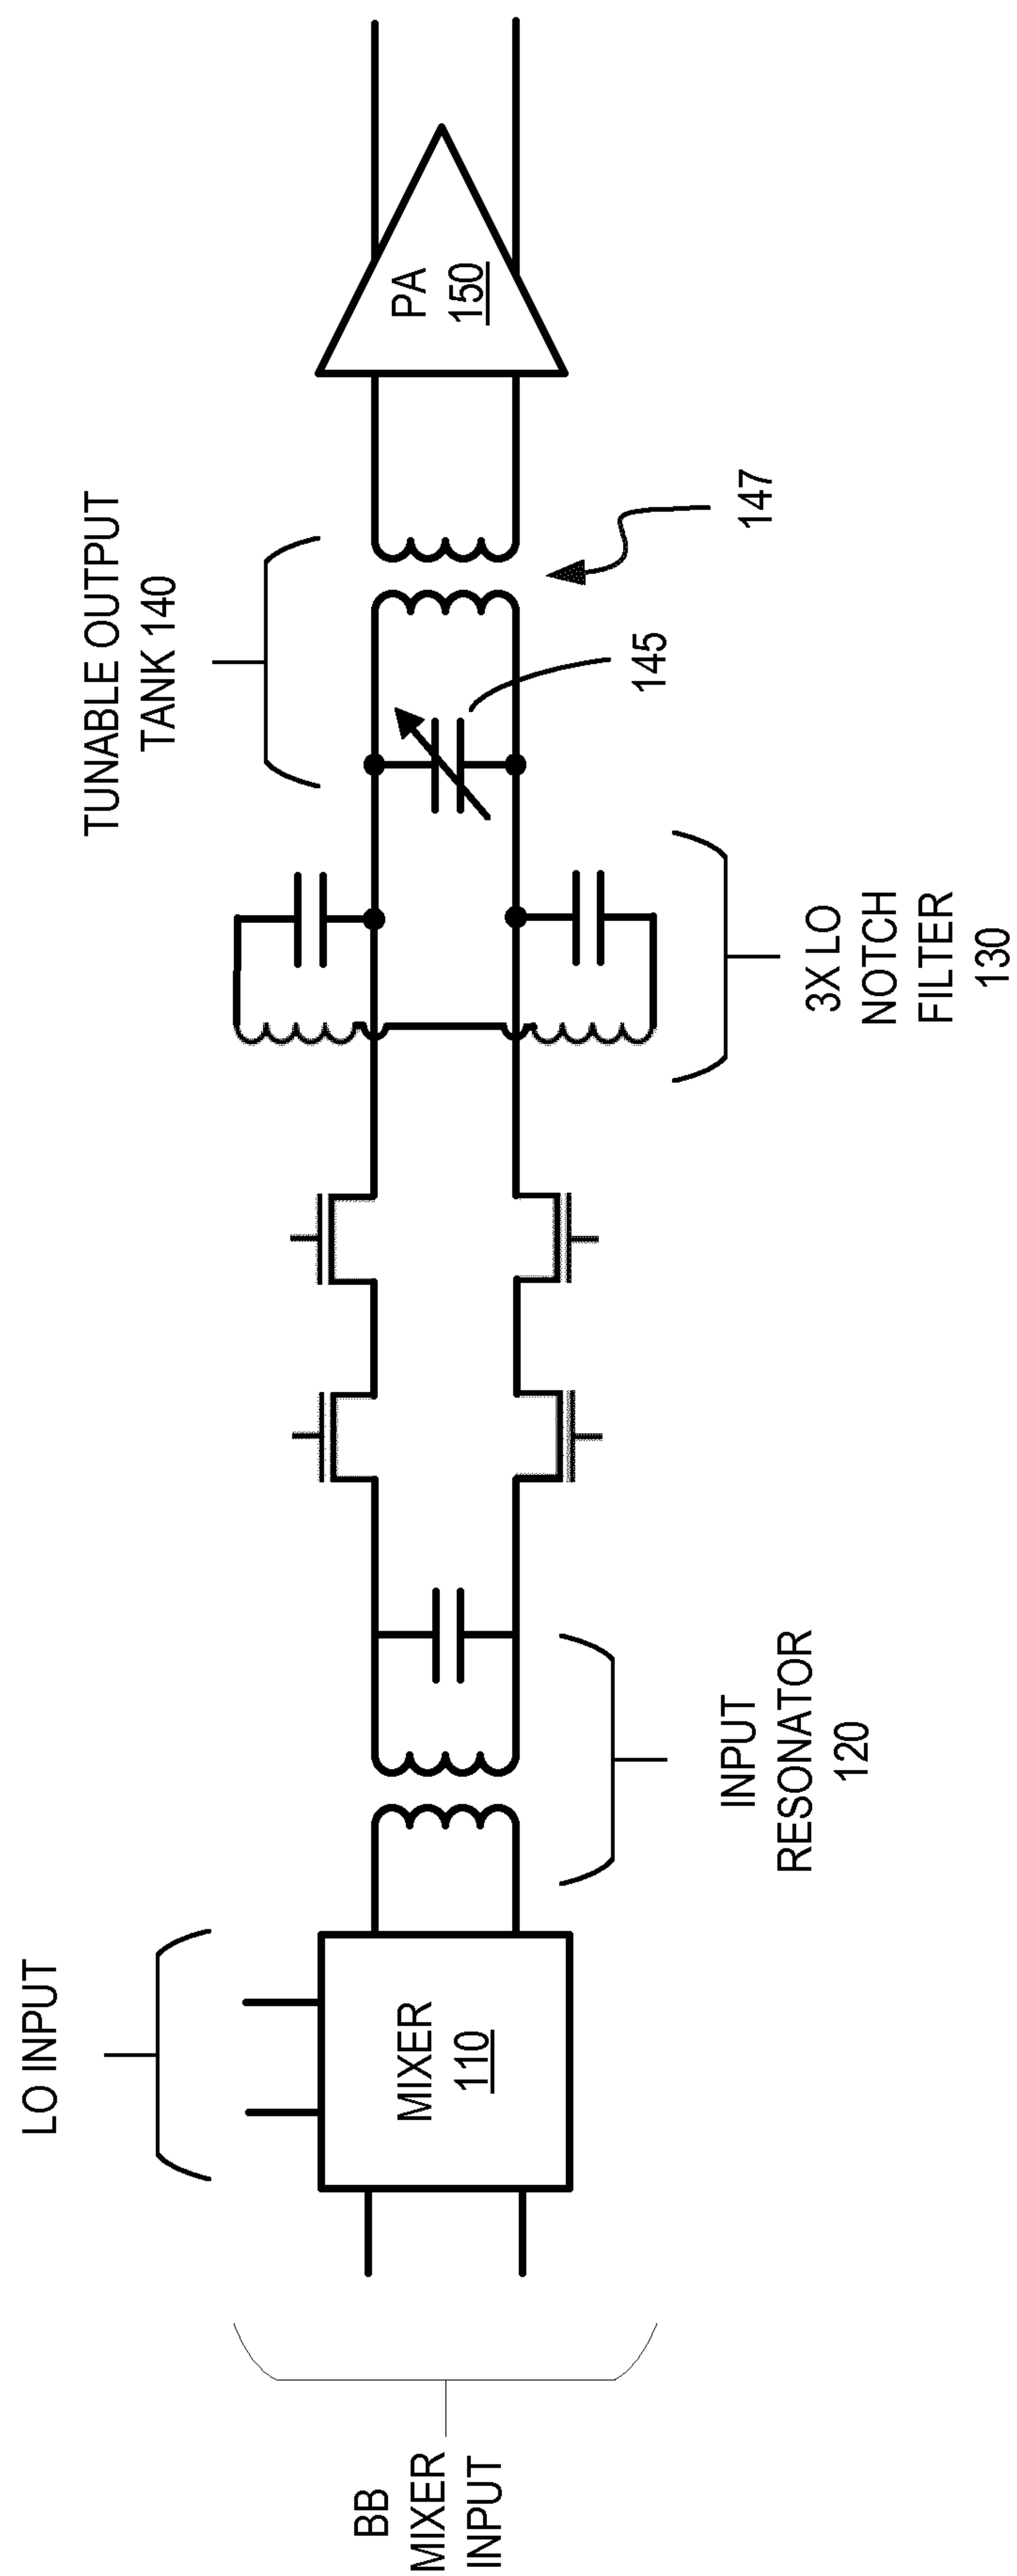 LO INPUT
BB
MIXER
INPUT
MIXER
110
INPUT
RESONATOR
120
3X LO
NOTCH
FILTER
130
TUNABLE OUTPUT
TANK 140
145
147
PA
150